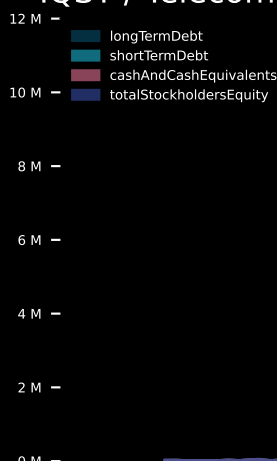 12 M
longTermDebt
shortTermDebt
cashAndCashEquivalents
totalStockholdersEquity
10 M
8 M
6 M
4 M
2 M
0 M